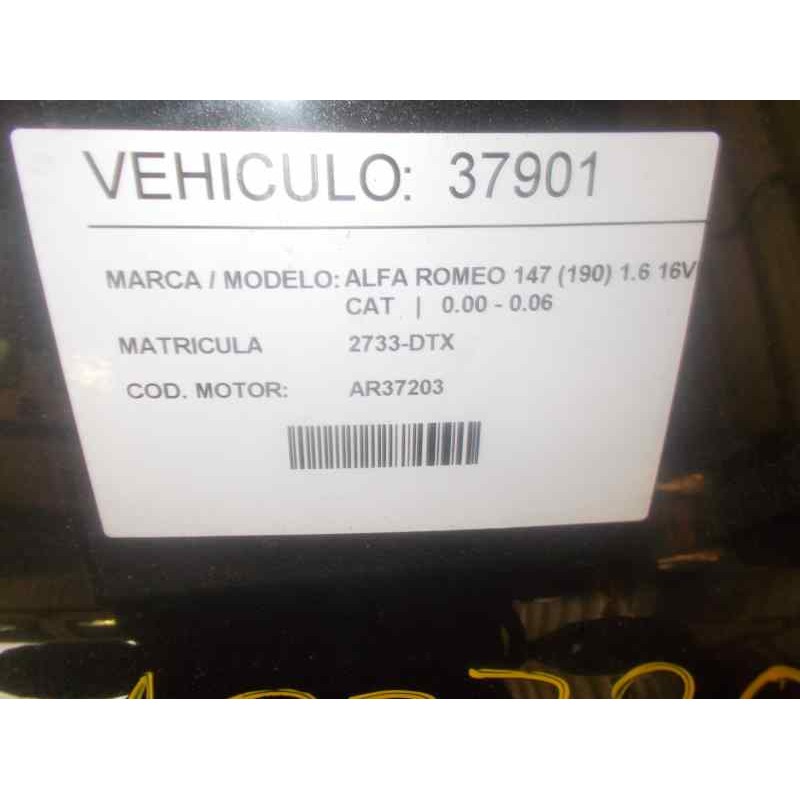 VEHICULO: 37901
MARCA / MODELO: ALFA ROMEO 147 (190) 1.6 16V
CAT | 0.00 - 0.06
MATRICULA 2733-DTX
COD. MOTOR: AR37203